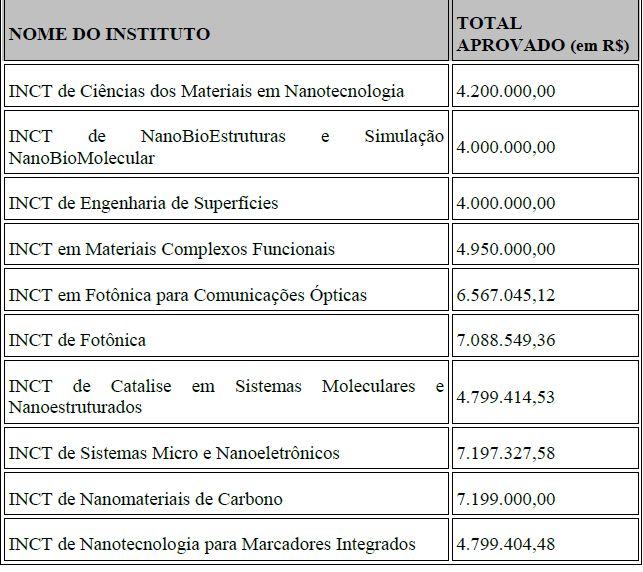 NOME DO INSTITUTO
TOTAL
APROVADO (em R$)
INCT de Ciências dos Materiais em Nanotecnologia
4.200.000,00
INCT de NanoBioEstruturas e Simulação
NanoBioMolecular
4.000.000,00
INCT de Engenharia de Superfícies
4.000.000,00
INCT em Materiais Complexos Funcionais
4.950.000,00
INCT em Fotônica para Comunicações Ópticas
6.567.045,12
INCT de Fotônica
7.088.549,36
INCT de Catalise em Sistemas Moleculares e
Nanoestruturados
4.799.414,53
INCT de Sistemas Micro e Nanoeletrônicos
7.197.327,58
INCT de Nanomateriais de Carbono
7.199.000,00
INCT de Nanotecnologia para Marcadores Integrados
4.799.404,48